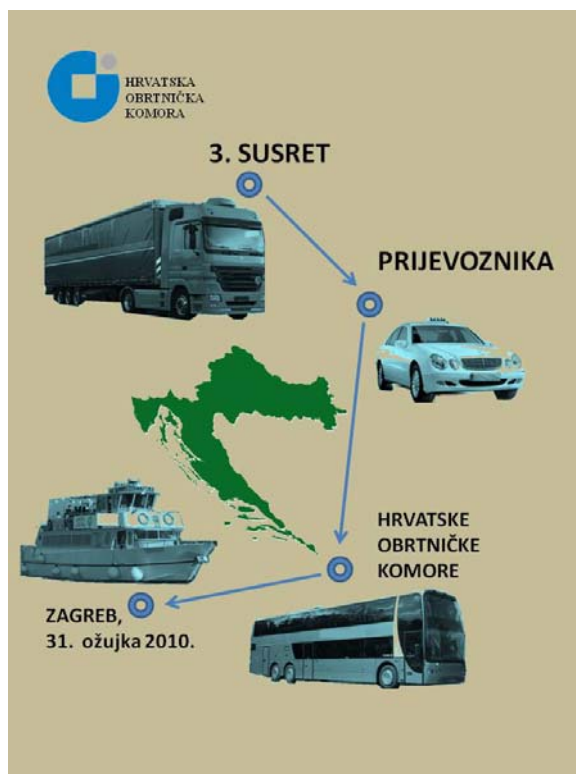 HRVATSKA
OBRTNIČKA
KOMORA
3. SUSRET
PRIJEVOZNIKA
HRVATSKE
OBRTNIČKE
KOMORE
ZAGREB,
31. ožujka 2010.